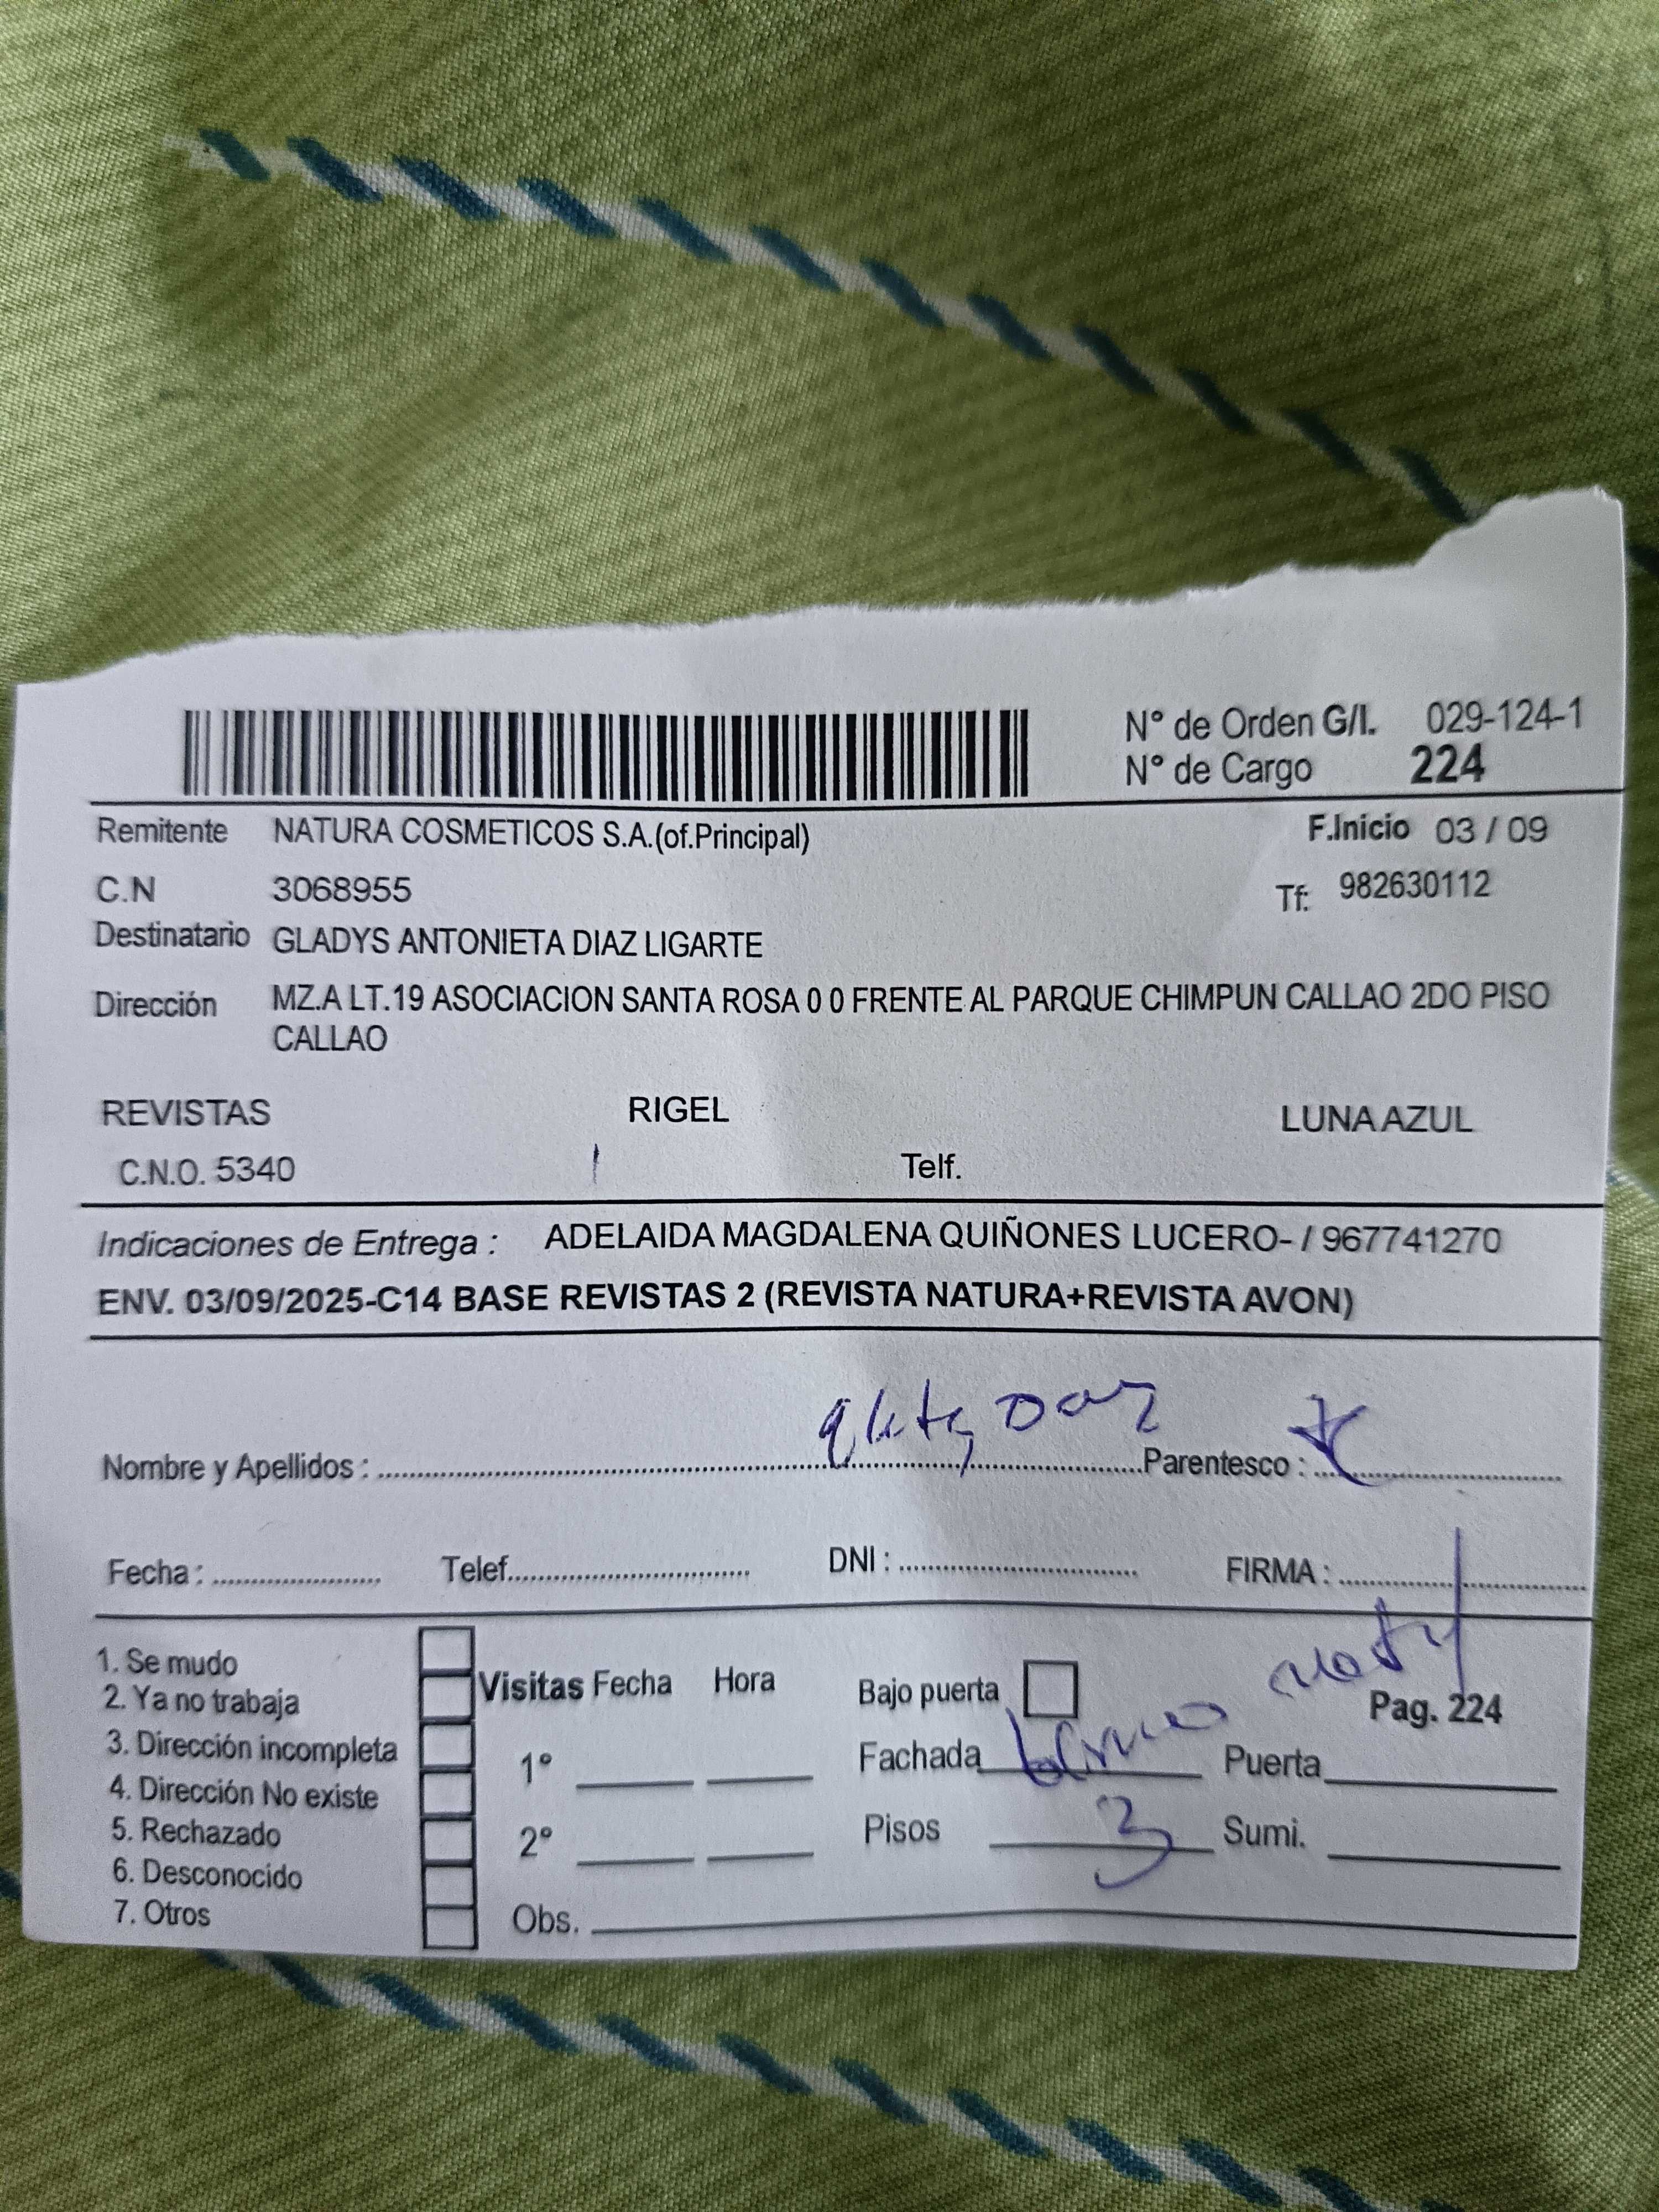 N° de Orden G/I. 029-124-1
N° de Cargo 224
Remitente NATURA COSMETICOS S.A.(of.Principal) F.Inicio 03 / 09
C.N 3068955 Tf: 982630112
Destinatario GLADYS ANTONIETA DIAZ LIGARTE
Dirección MZ.A LT.19 ASOCIACION SANTA ROSA 0 0 FRENTE AL PARQUE CHIMPUN CALLAO 2DO PISO
CALLAO
REVISTAS RIGEL LUNA AZUL
C.N.O. 5340 Telf.
Indicaciones de Entrega : ADELAIDA MAGDALENA QUIÑONES LUCERO- / 967741270
ENV. 03/09/2025-C14 BASE REVISTAS 2 (REVISTA NATURA+REVISTA AVON)
Nombre y Apellidos : Parentesco :
Fecha : Telef. DNI : FIRMA :
1. Se mudo
2. Ya no trabaja
3. Dirección incompleta
4. Dirección No existe
5. Rechazado
6. Desconocido
7. Otros
Visitas Fecha Hora
1°
2°
Obs.
Bajo puerta Pag. 224
Fachada Puerta
Pisos 3 Sumi.